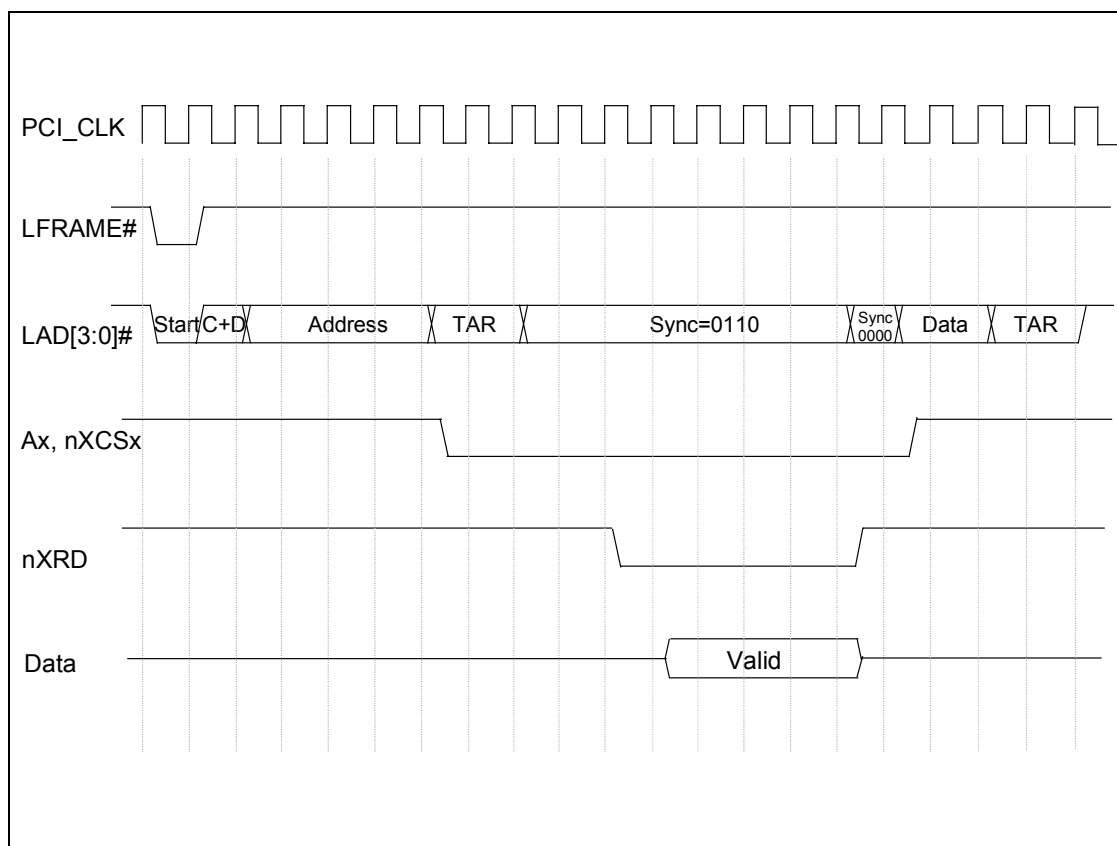 PCI_CLK
LFRAME#
LAD[3:0]#
Start
C+D
Address
TAR
Sync=0110
Sync
0000
Data
TAR
Ax, nXCSx
nXRD
Data
Valid